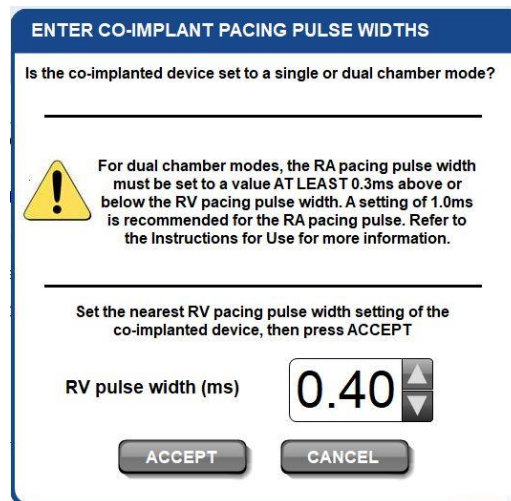 ENTER CO-IMPLANT PACING PULSE WIDTHS
Is the co-implanted device set to a single or dual chamber mode?
For dual chamber modes, the RA pacing pulse width
must be set to a value AT LEAST 0.3ms above or
below the RV pacing pulse width. A setting of 1.0ms
is recommended for the RA pacing pulse. Refer to
the Instructions for Use for more information.
Set the nearest RV pacing pulse width setting of the
co-implanted device, then press ACCEPT
RV pulse width (ms) 0.40
ACCEPT CANCEL